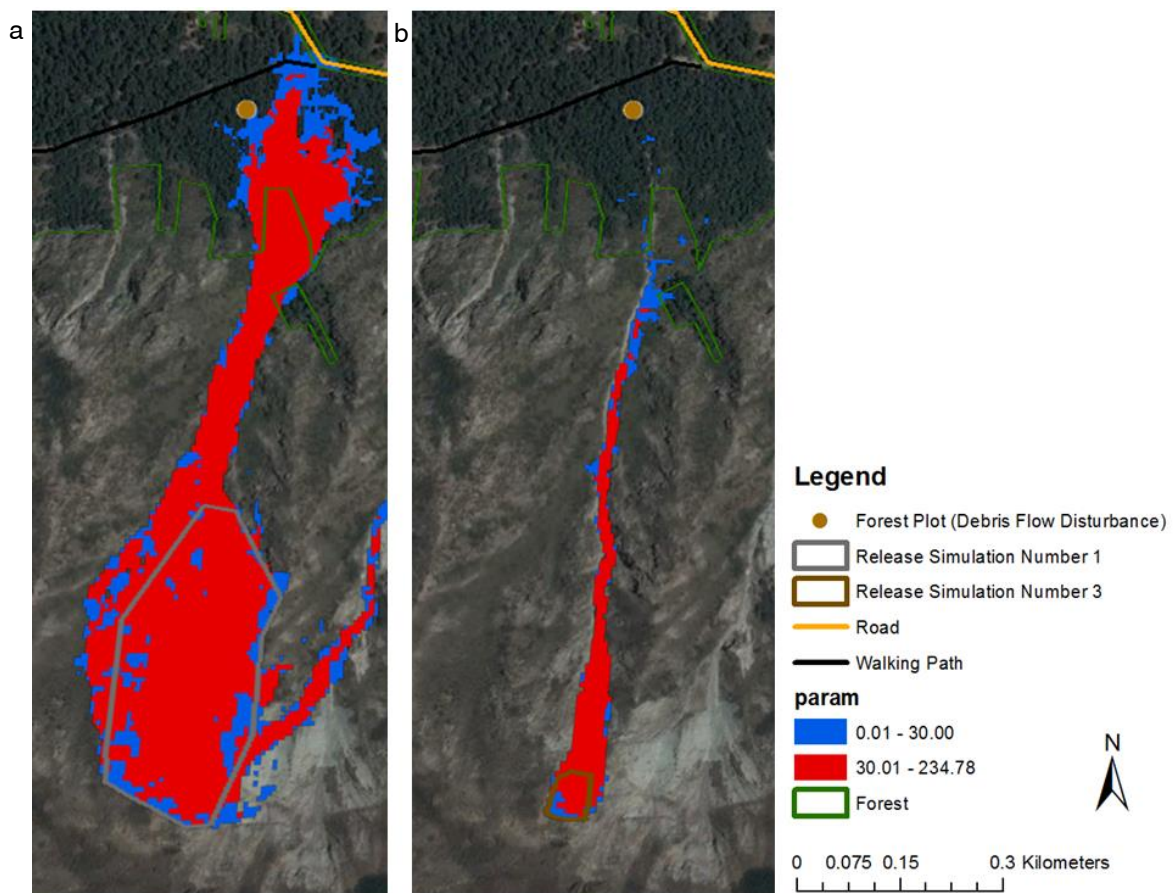 a
b
Legend
Forest Plot (Debris Flow Disturbance)
Release Simulation Number 1
Release Simulation Number 3
Road
Walking Path
param
0.01 - 30.00
30.01 - 234.78
Forest
N
0 0.075 0.15 0.3 Kilometers